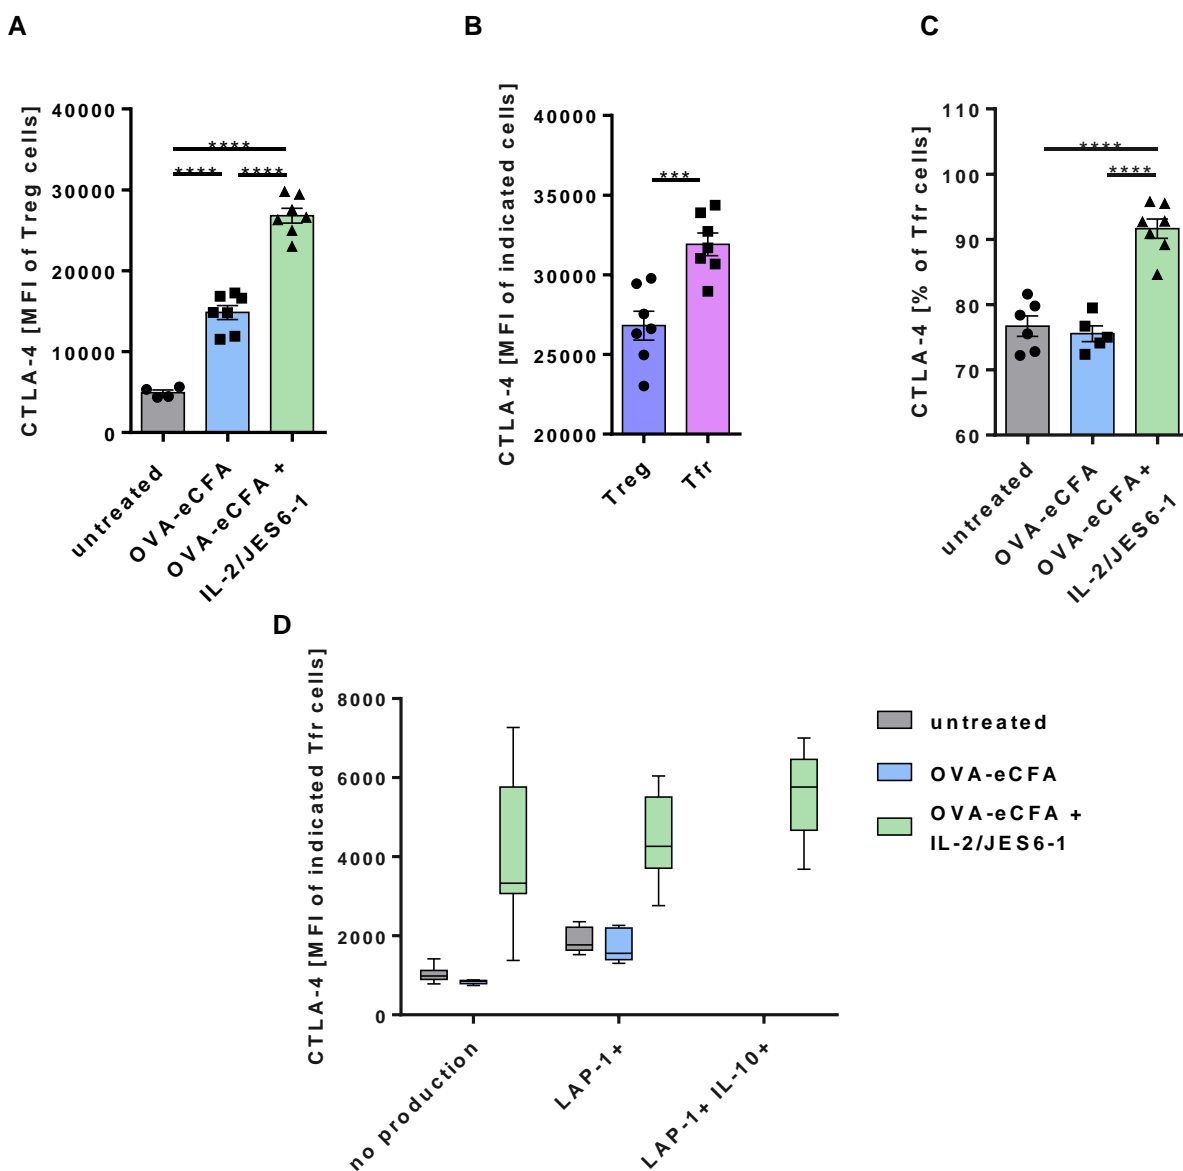 A
B
C
CTLA-4 [MFI of Treg cells]
40000
30000
20000
10000
0
****
****
****
untreated
OVA-eCFA
OVA-eCFA +
IL-2/JES6-1
CTLA-4 [MFI of indicated cells]
40000
35000
30000
25000
20000
***
Treg
Tfr
CTLA-4 [% of Tfr cells]
110
100
90
80
70
60
****
****
untreated
OVA-eCFA
OVA-eCFA+
IL-2/JES6-1
D
CTLA-4 [MFI of indicated Tfr cells]
8000
6000
4000
2000
0
no production
LAP-1+
LAP-1+ IL-10+
untreated
OVA-eCFA
OVA-eCFA +
IL-2/JES6-1